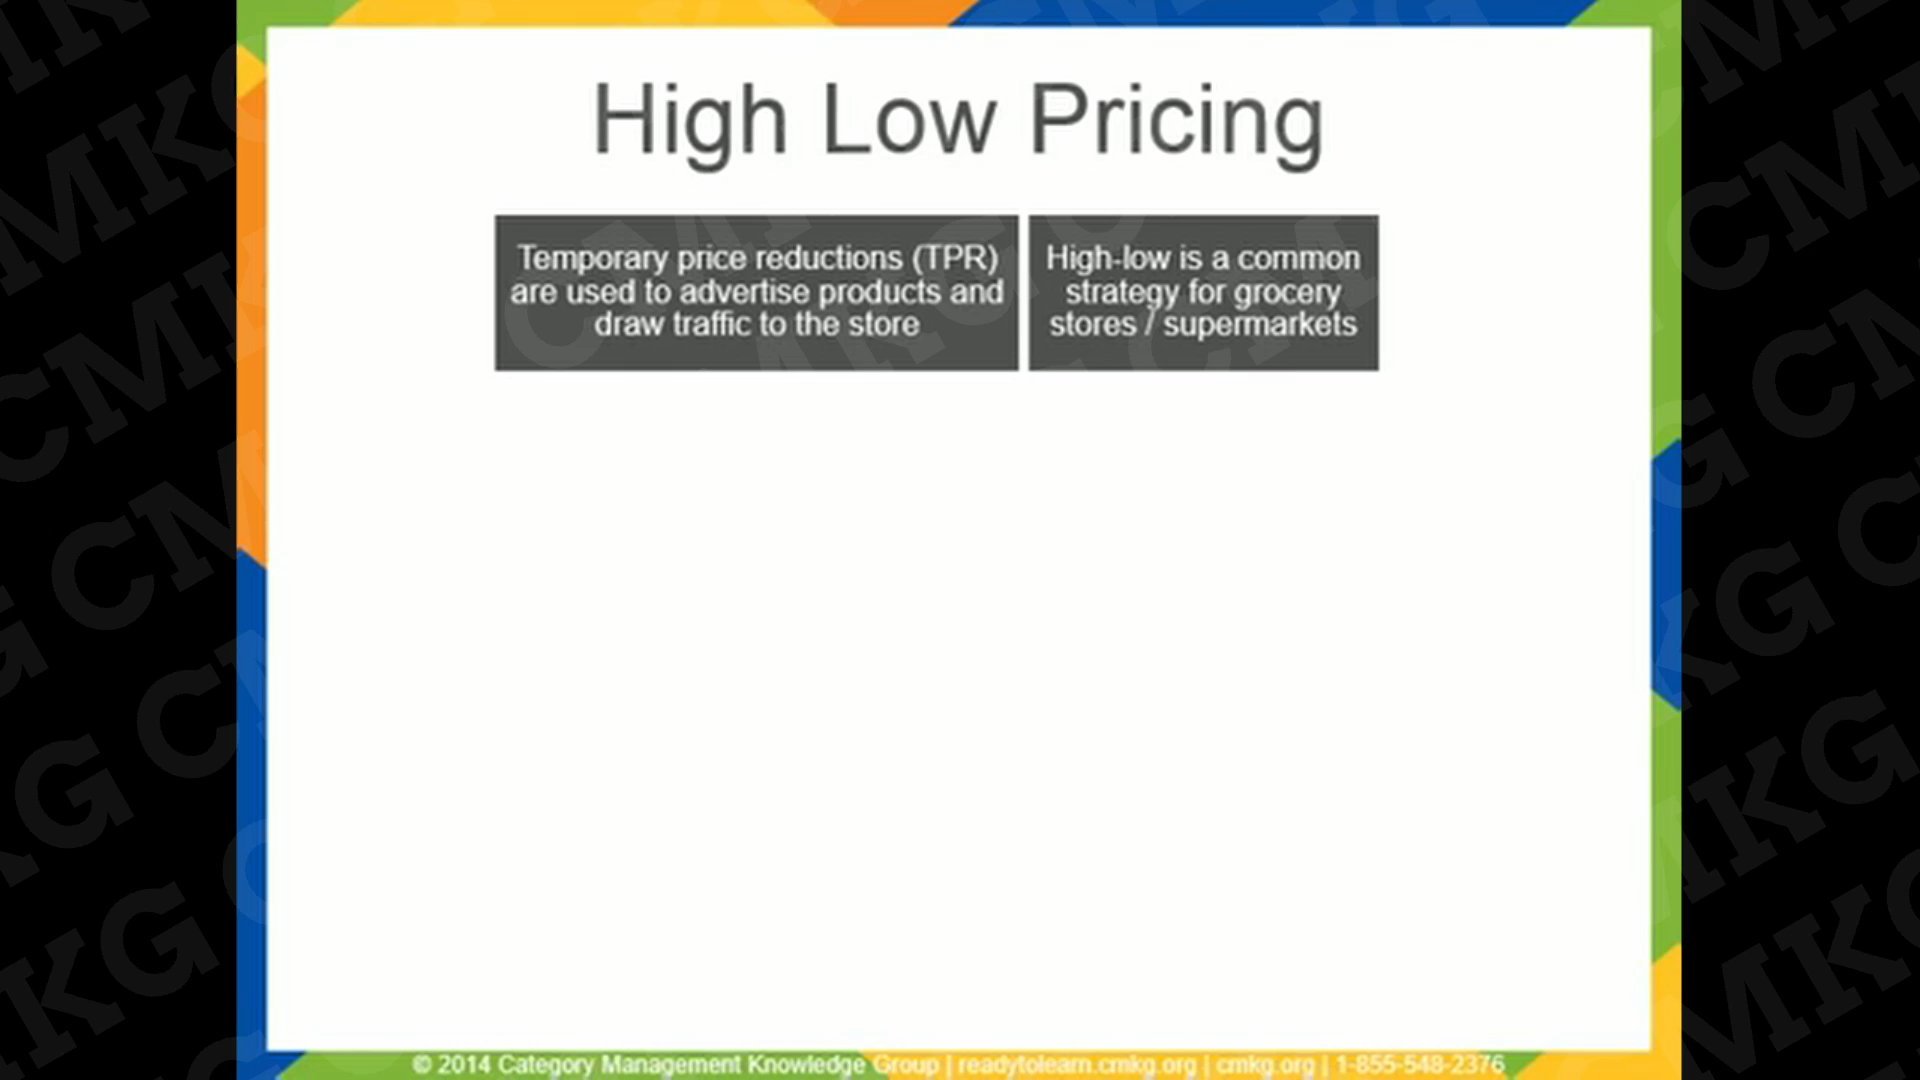 High Low Pricing
Temporary price reductions (TPR)
are used to advertise products and
draw traffic to the store
High-low is a common
strategy for grocery
stores / supermarkets
© 2014 Category Management Knowledge Group | readytolearn.cmkg.org | cmkg.org | 1-855-548-2376